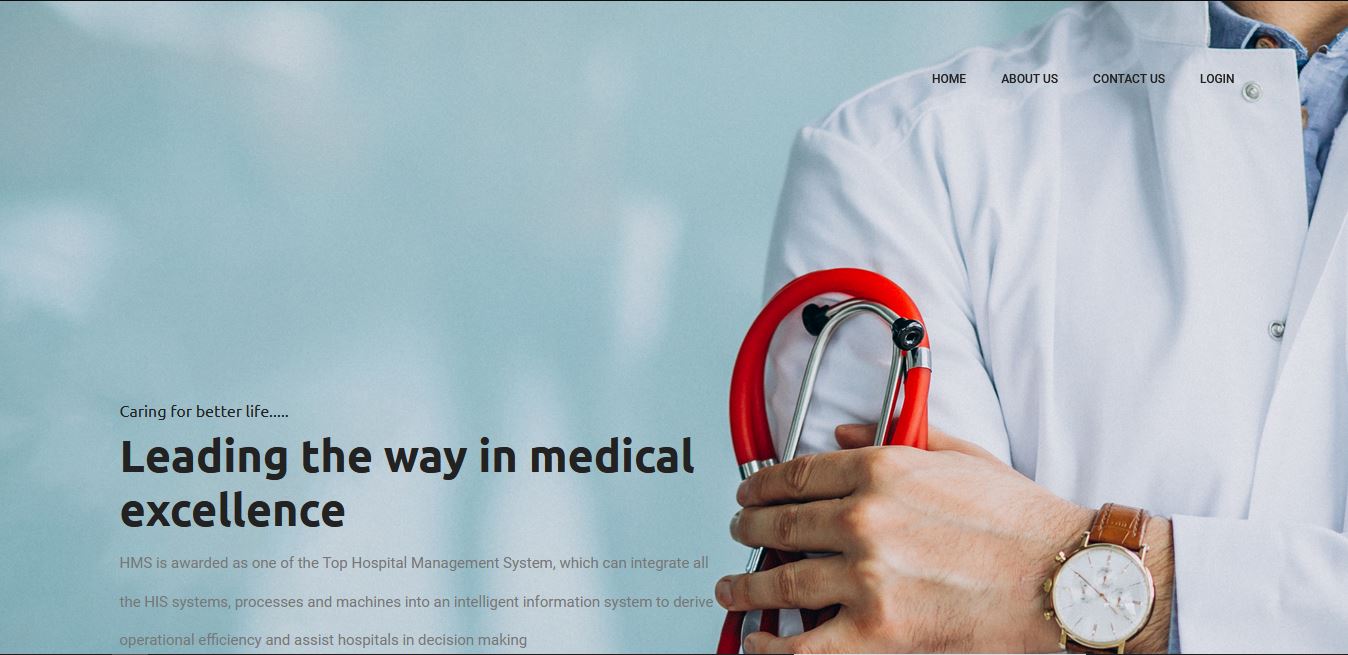 HOME ABOUT US CONTACT US LOGIN
Caring for better life.....
Leading the way in medical
excellence
HMS is awarded as one of the Top Hospital Management System, which can integrate all
the HIS systems, processes and machines into an intelligent information system to derive
operational efficiency and assist hospitals in decision making